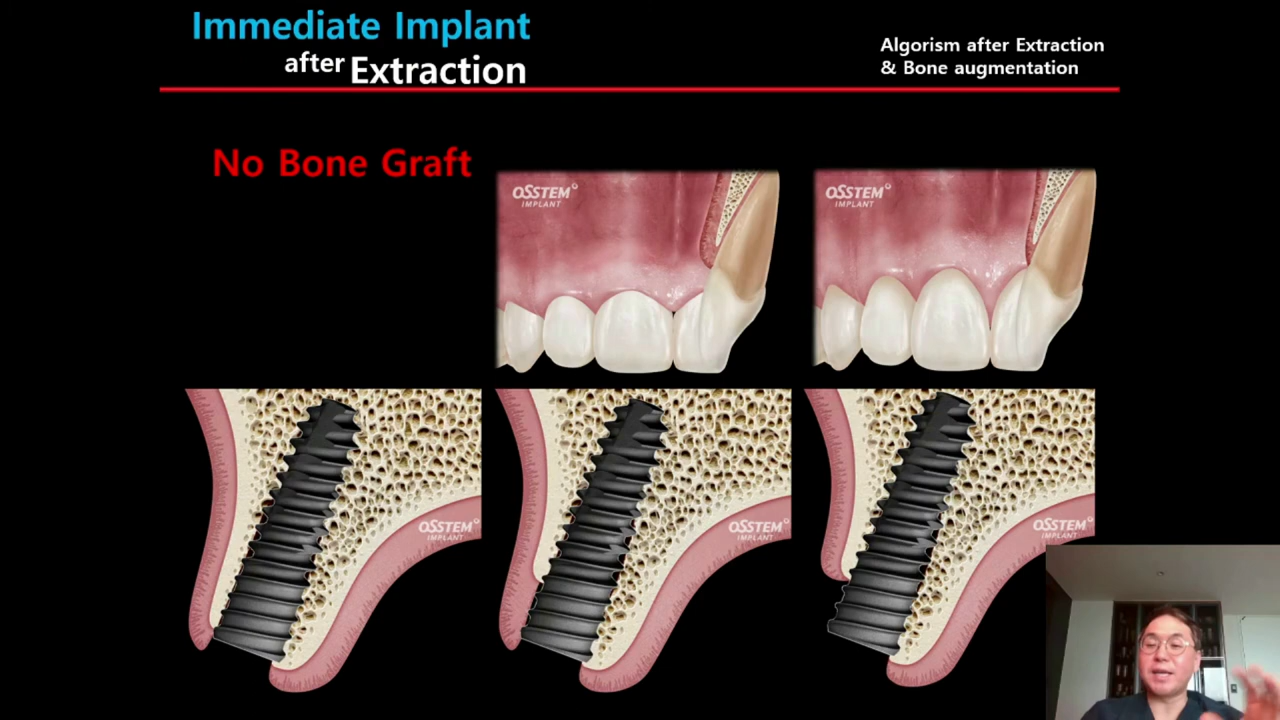 Immediate Implant
after Extraction
Algorism after Extraction
& Bone augmentation
No Bone Graft
OSSTEM
IMPLANT
OSSTEM
IMPLANT
OSSTEM
IMPLANT
OSSTEM
IMPLANT
OSSTEM
IMPLANT